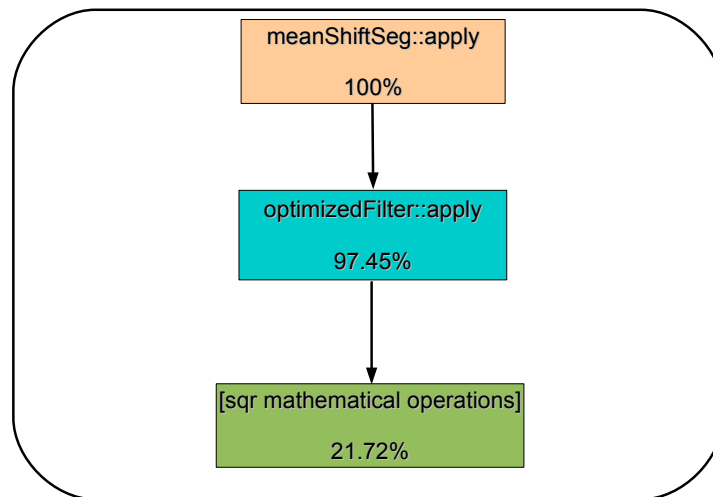 meanShiftSeg::apply
100%
optimizedFilter::apply
97.45%
[sqr mathematical operations]
21.72%